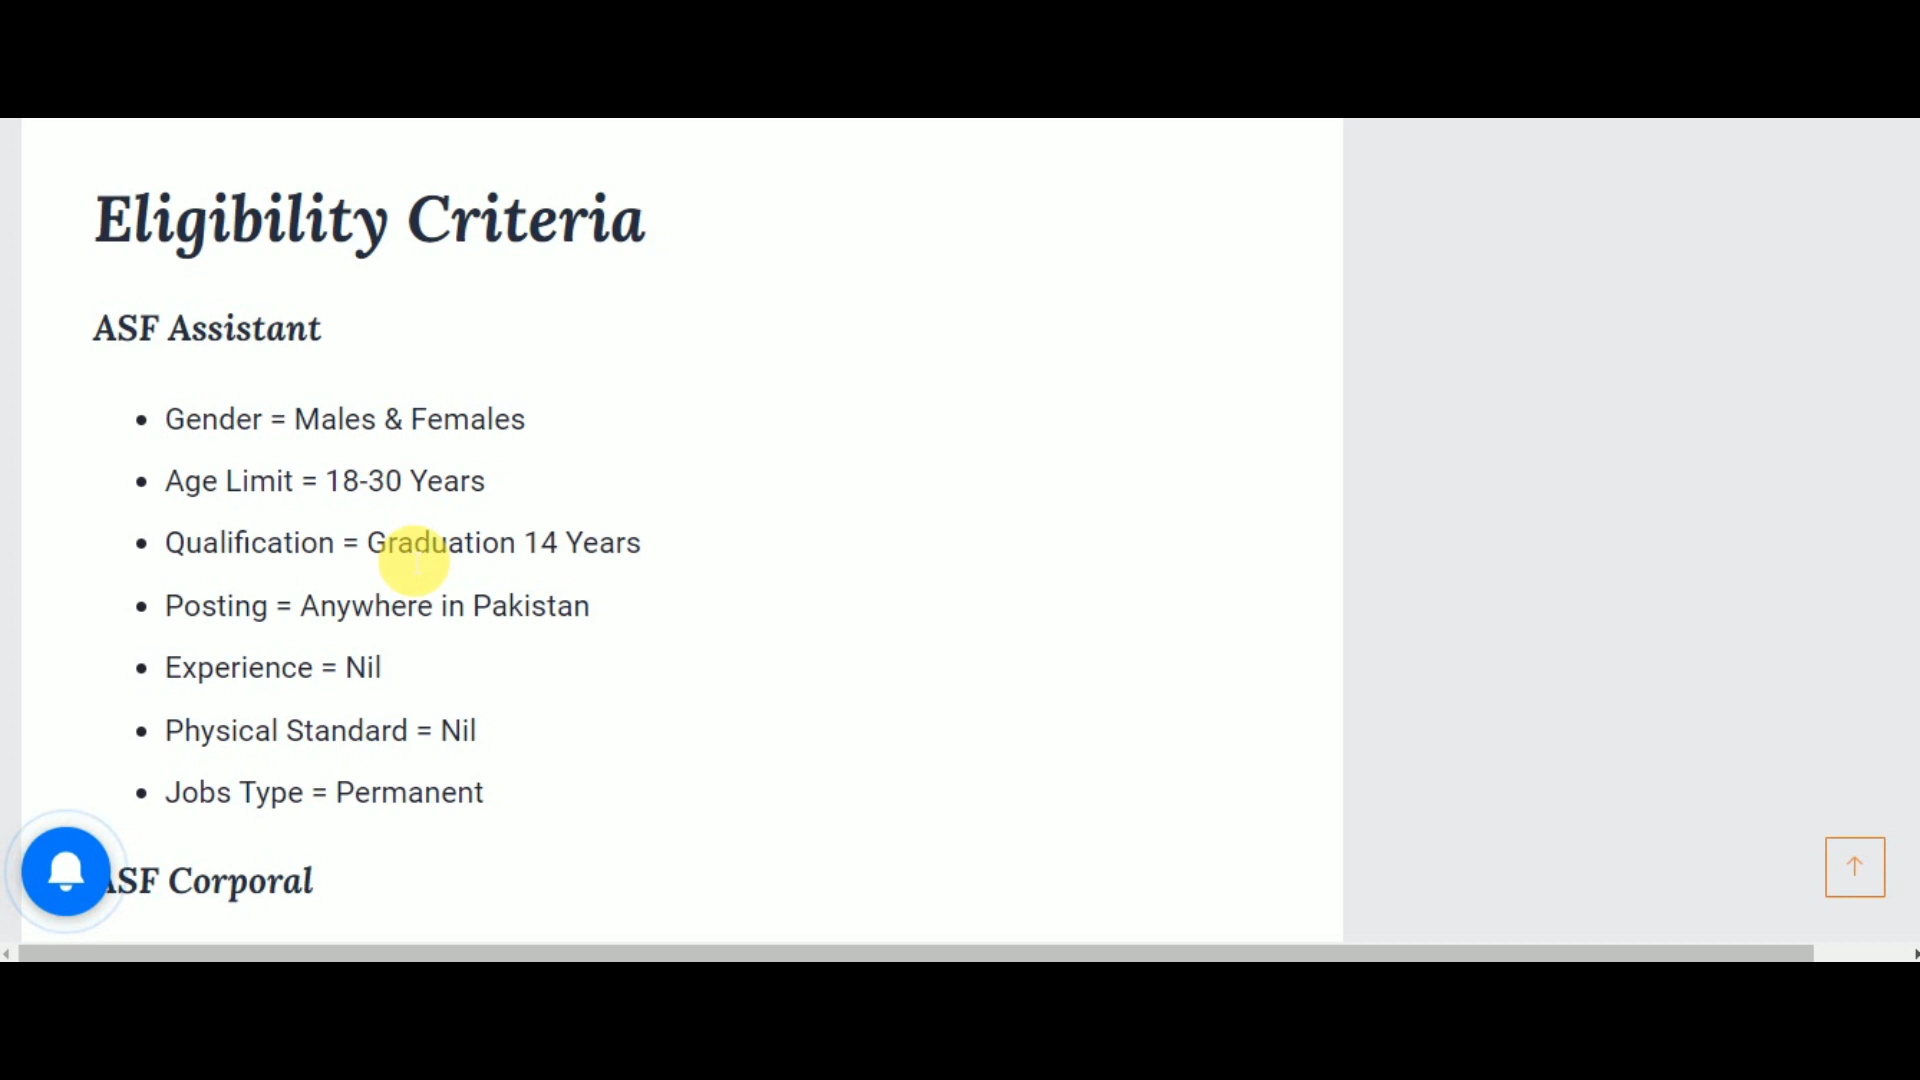 Eligibility Criteria
ASF Assistant
Gender = Males & Females
Age Limit = 18-30 Years
Qualification = Graduation 14 Years
Posting = Anywhere in Pakistan
Experience = Nil
Physical Standard = Nil
Jobs Type = Permanent
ASF Corporal